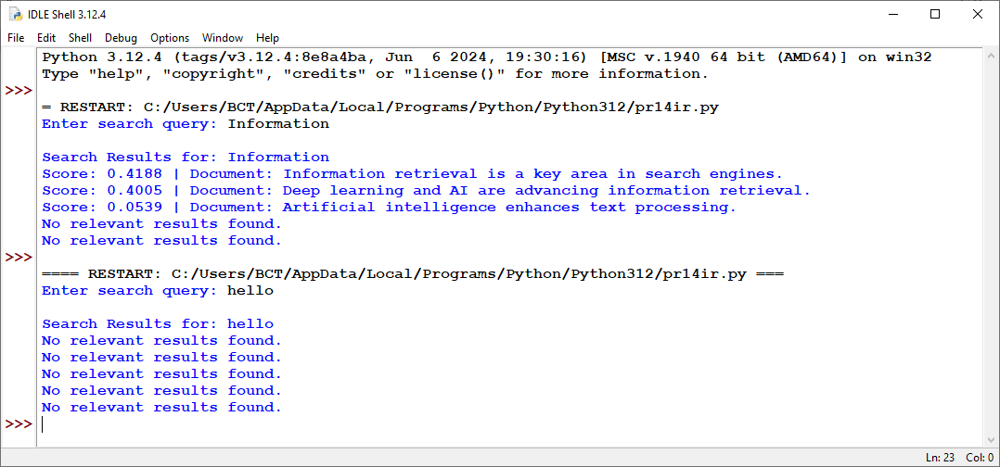 IDLE Shell 3.12.4
File Edit Shell Debug Options Window Help
Python 3.12.4 (tags/v3.12.4:8e8a4ba, Jun  6 2024, 19:30:16) [MSC v.1940 64 bit (AMD64)] on win32
Type "help", "copyright", "credits" or "license()" for more information.
>>>
= RESTART: C:/Users/BCT/AppData/Local/Programs/Python/Python312/pr14ir.py
Enter search query: Information
Search Results for: Information
Score: 0.4188 | Document: Information retrieval is a key area in search engines.
Score: 0.4005 | Document: Deep learning and AI are advancing information retrieval.
Score: 0.0539 | Document: Artificial intelligence enhances text processing.
No relevant results found.
No relevant results found.
>>>
==== RESTART: C:/Users/BCT/AppData/Local/Programs/Python/Python312/pr14ir.py ===
Enter search query: hello
Search Results for: hello
No relevant results found.
No relevant results found.
No relevant results found.
No relevant results found.
No relevant results found.
>>>
Ln: 23 Col: 0